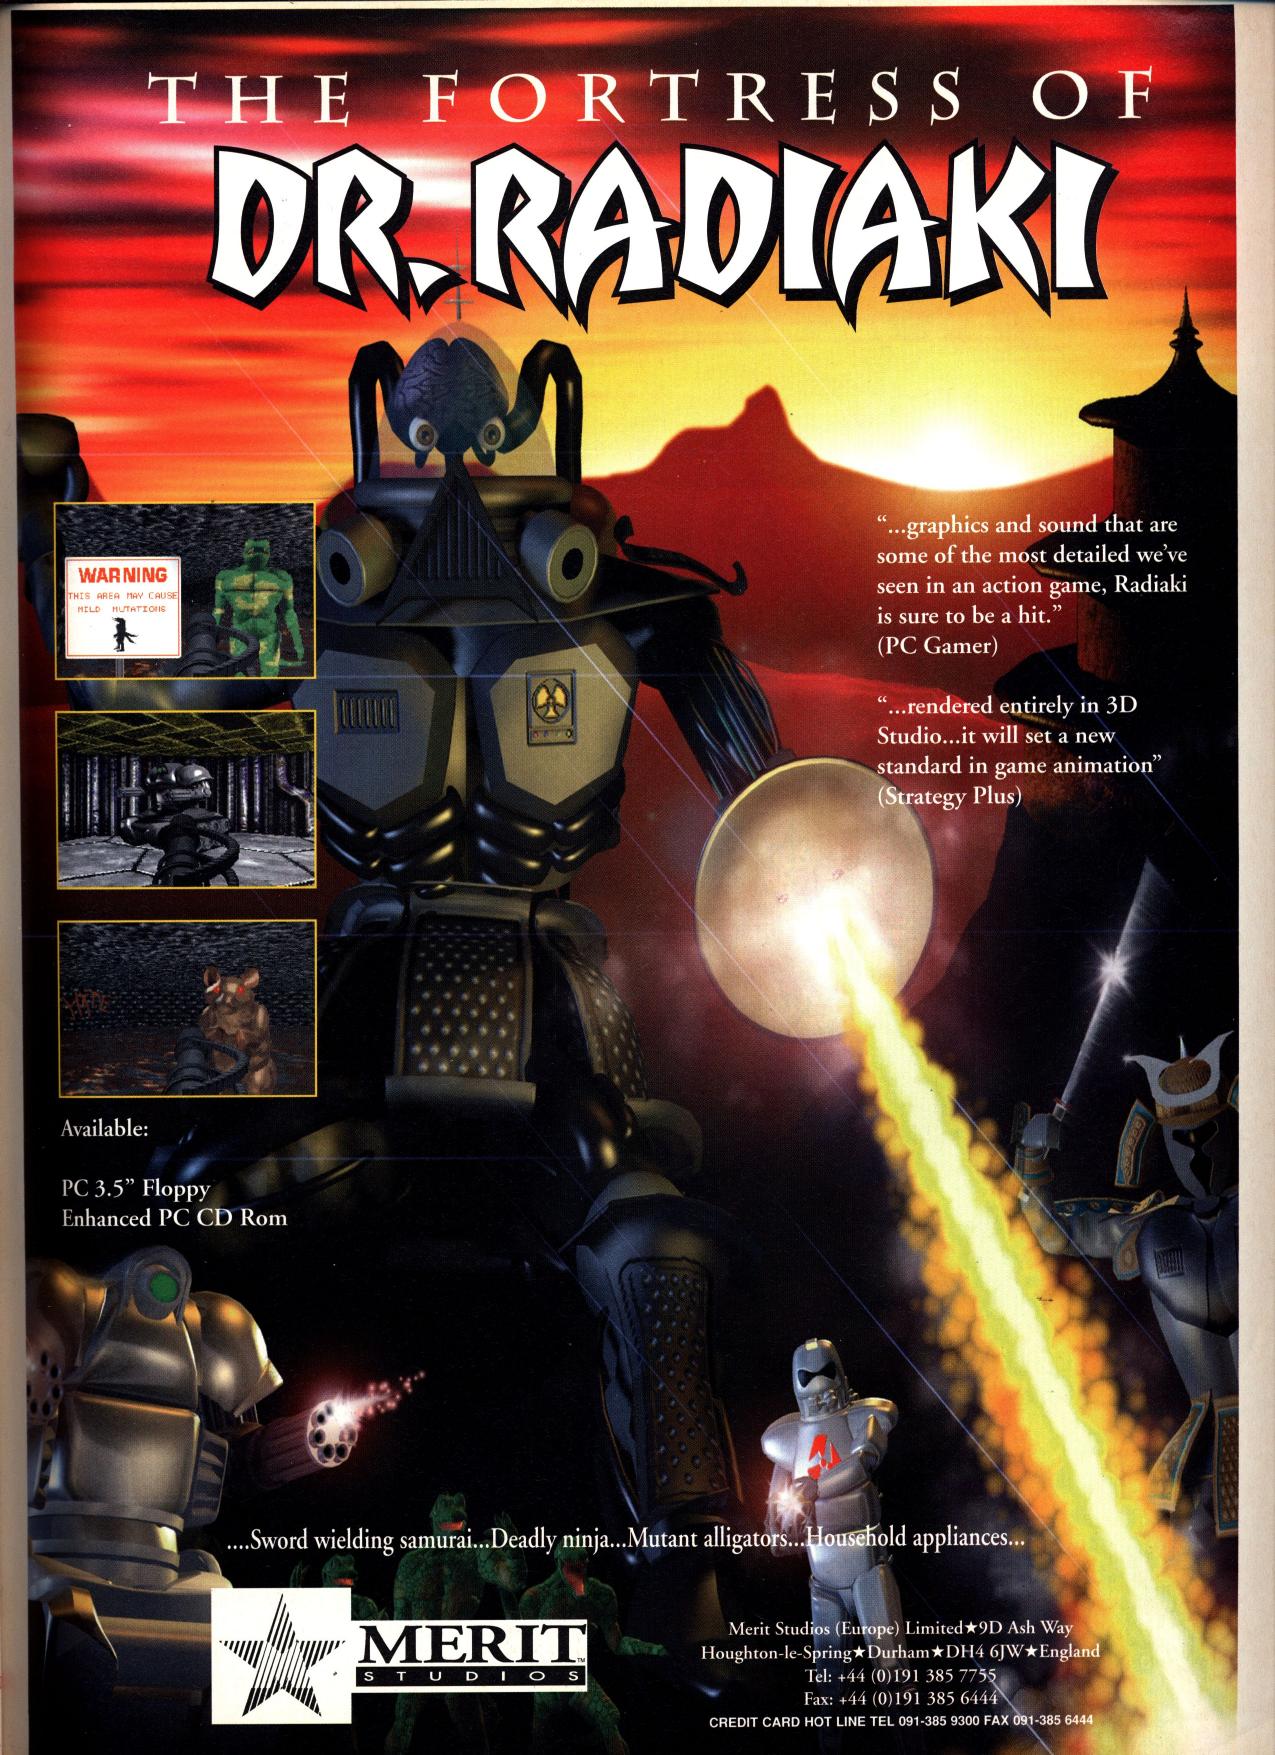 THE FORTRESS OF
DR. RADIAKI
WARNING
THIS AREA MAY CAUSE
MILD MUTATIONS
“...graphics and sound that are
some of the most detailed we’ve
seen in an action game, Radiaki
is sure to be a hit.”
(PC Gamer)
“...rendered entirely in 3D
Studio...it will set a new
standard in game animation”
(Strategy Plus)
Available:
PC 3.5” Floppy
Enhanced PC CD Rom
....Sword wielding samurai...Deadly ninja...Mutant alligators...Household appliances...
MERIT™
STUDIOS
Merit Studios (Europe) Limited★9D Ash Way
Houghton-le-Spring★Durham★DH4 6JW★England
Tel: +44 (0)191 385 7755
Fax: +44 (0)191 385 6444
CREDIT CARD HOT LINE TEL 091-385 9300 FAX 091-385 6444